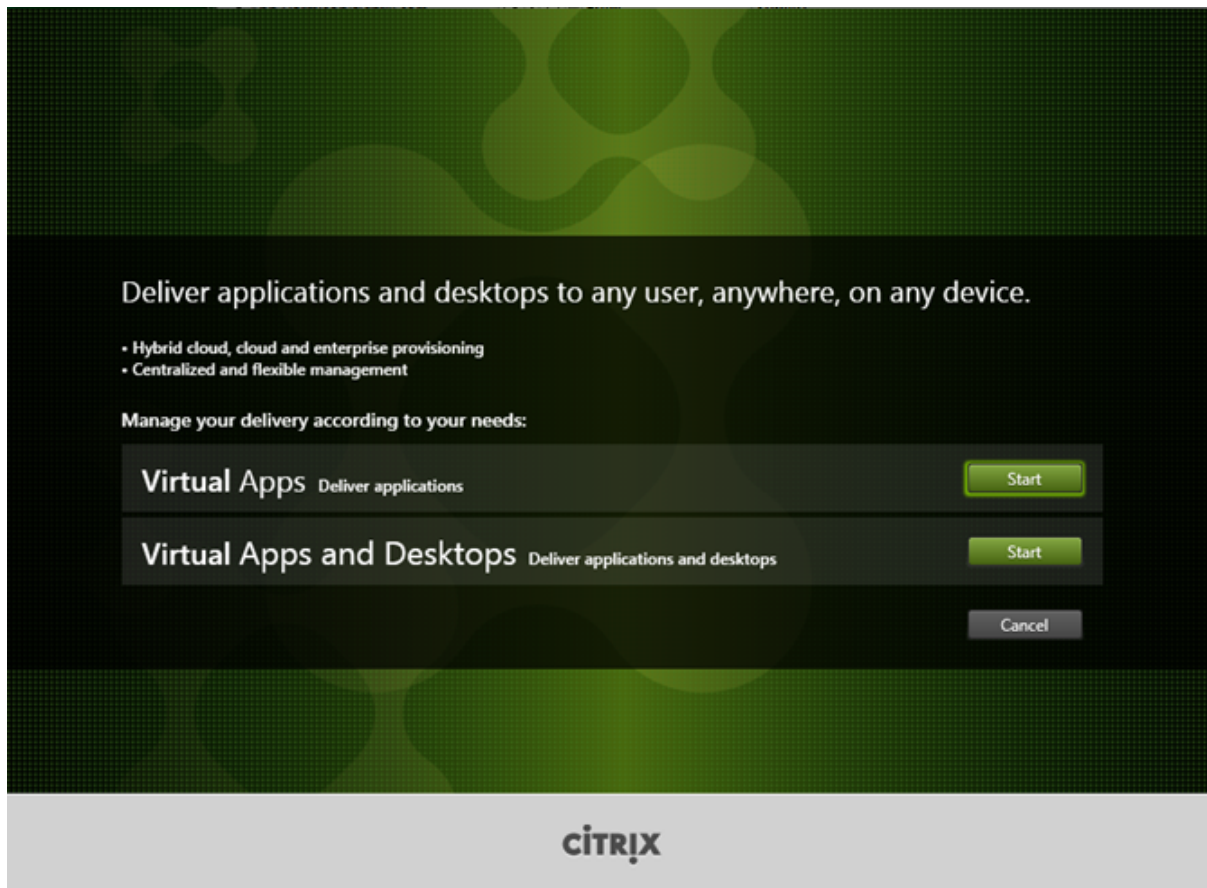 Deliver applications and desktops to any user, anywhere, on any device.
• Hybrid cloud, cloud and enterprise provisioning
• Centralized and flexible management
Manage your delivery according to your needs:
Virtual Apps Deliver applications Start
Virtual Apps and Desktops Deliver applications and desktops Start
Cancel
CİTRIX